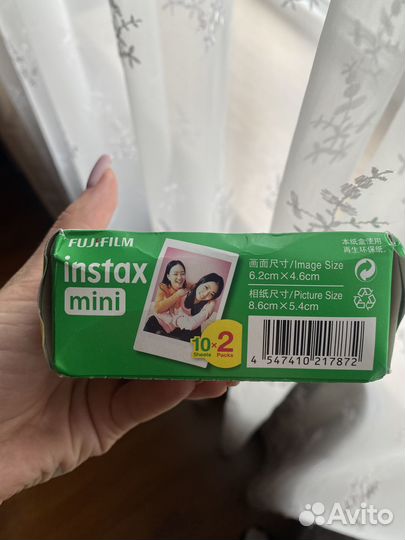 FUJIFILM
instax
mini
10 Sheets × 2 Packs
画面尺寸/Image Size
6.2cm×4.6cm
相纸尺寸/Picture Size
8.6cm×5.4cm
本纸盒使用
再生环保纸.
4 547410 217872
Avito